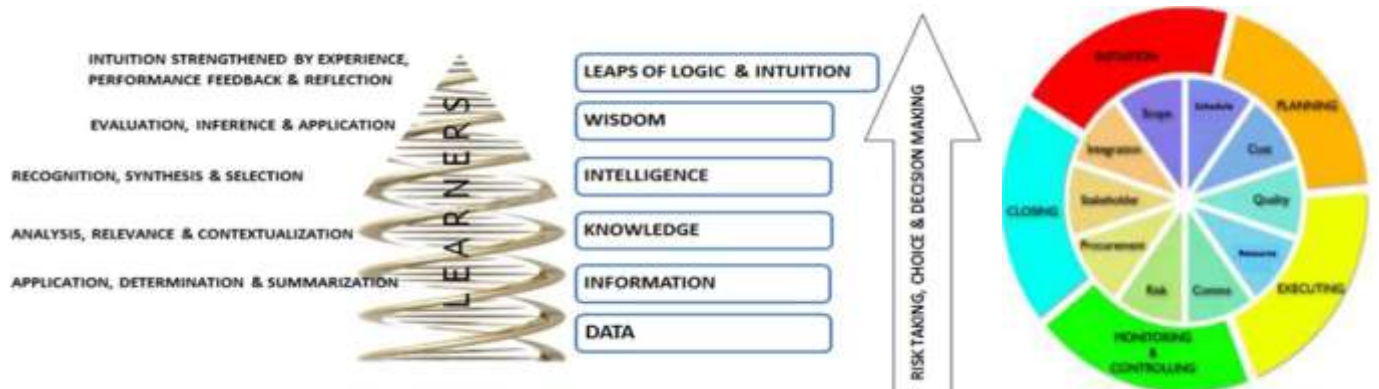 INTUITION STRENGTHENED BY EXPERIENCE,
PERFORMANCE FEEDBACK & REFLECTION
EVALUATION, INFERENCE & APPLICATION
RECOGNITION, SYNTHESIS & SELECTION
ANALYSIS, RELEVANCE & CONTEXTUALIZATION
APPLICATION, DETERMINATION & SUMMARIZATION
LEARNERS
LEAPS OF LOGIC & INTUITION
WISDOM
INTELLIGENCE
KNOWLEDGE
INFORMATION
DATA
RISK TAKING, CHOICE & DECISION MAKING
INITIATION
PLANNING
EXECUTING
MONITORING
&
CONTROLLING
CLOSING
Scope
Schedule
Cost
Quality
Resource
Comms
Risk
Procurement
Stakeholder
Integration